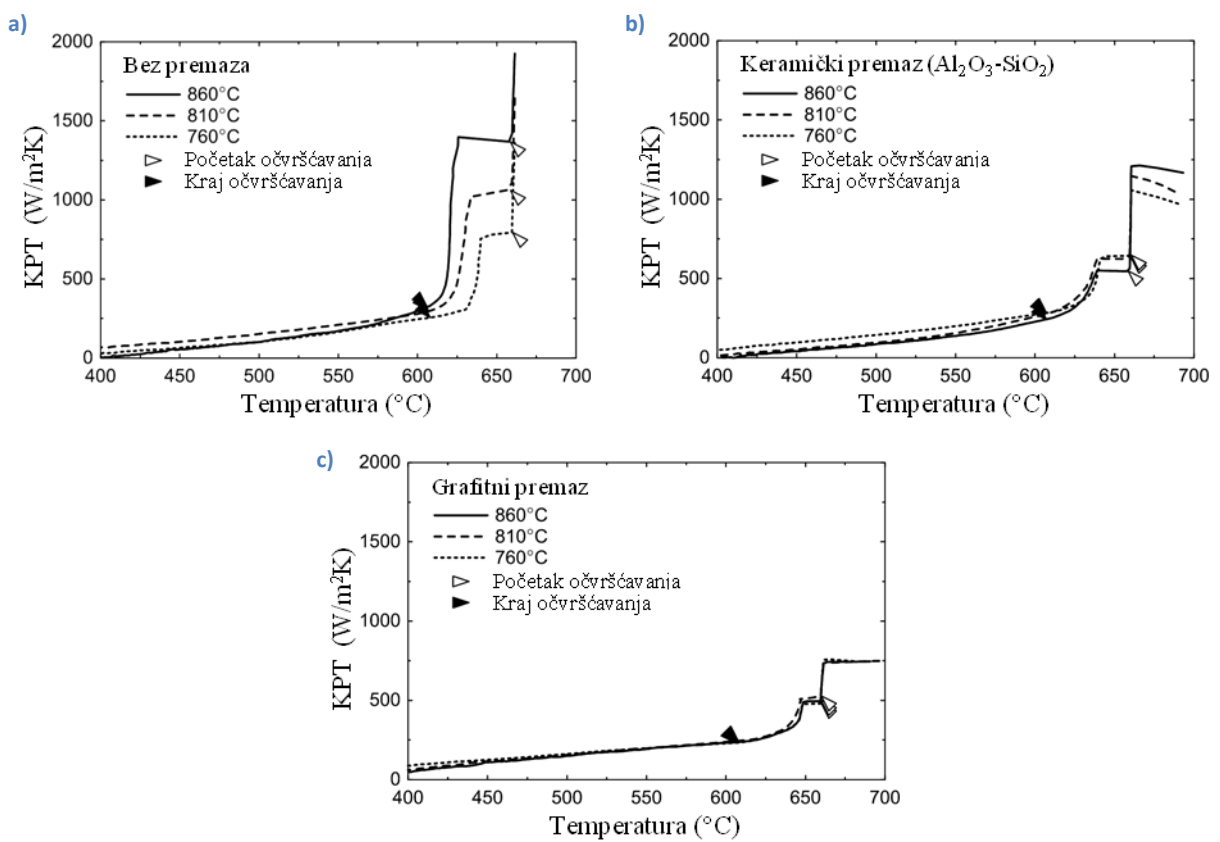 a)
2000
1500
1000
500
0
KPT (W/m²K)
Bez premaza
860°C
810°C
760°C
Početak očvršćavanja
Kraj očvršćavanja
400 450 500 550 600 650 700
Temperatura (°C)
b)
2000
1500
1000
500
0
KPT (W/m²K)
Keramički premaz (Al₂O₃-SiO₂)
860°C
810°C
760°C
Početak očvršćavanja
Kraj očvršćavanja
400 450 500 550 600 650 700
Temperatura (°C)
c)
2000
1500
1000
500
0
KPT (W/m²K)
Grafitni premaz
860°C
810°C
760°C
Početak očvršćavanja
Kraj očvršćavanja
400 450 500 550 600 650 700
Temperatura (°C)